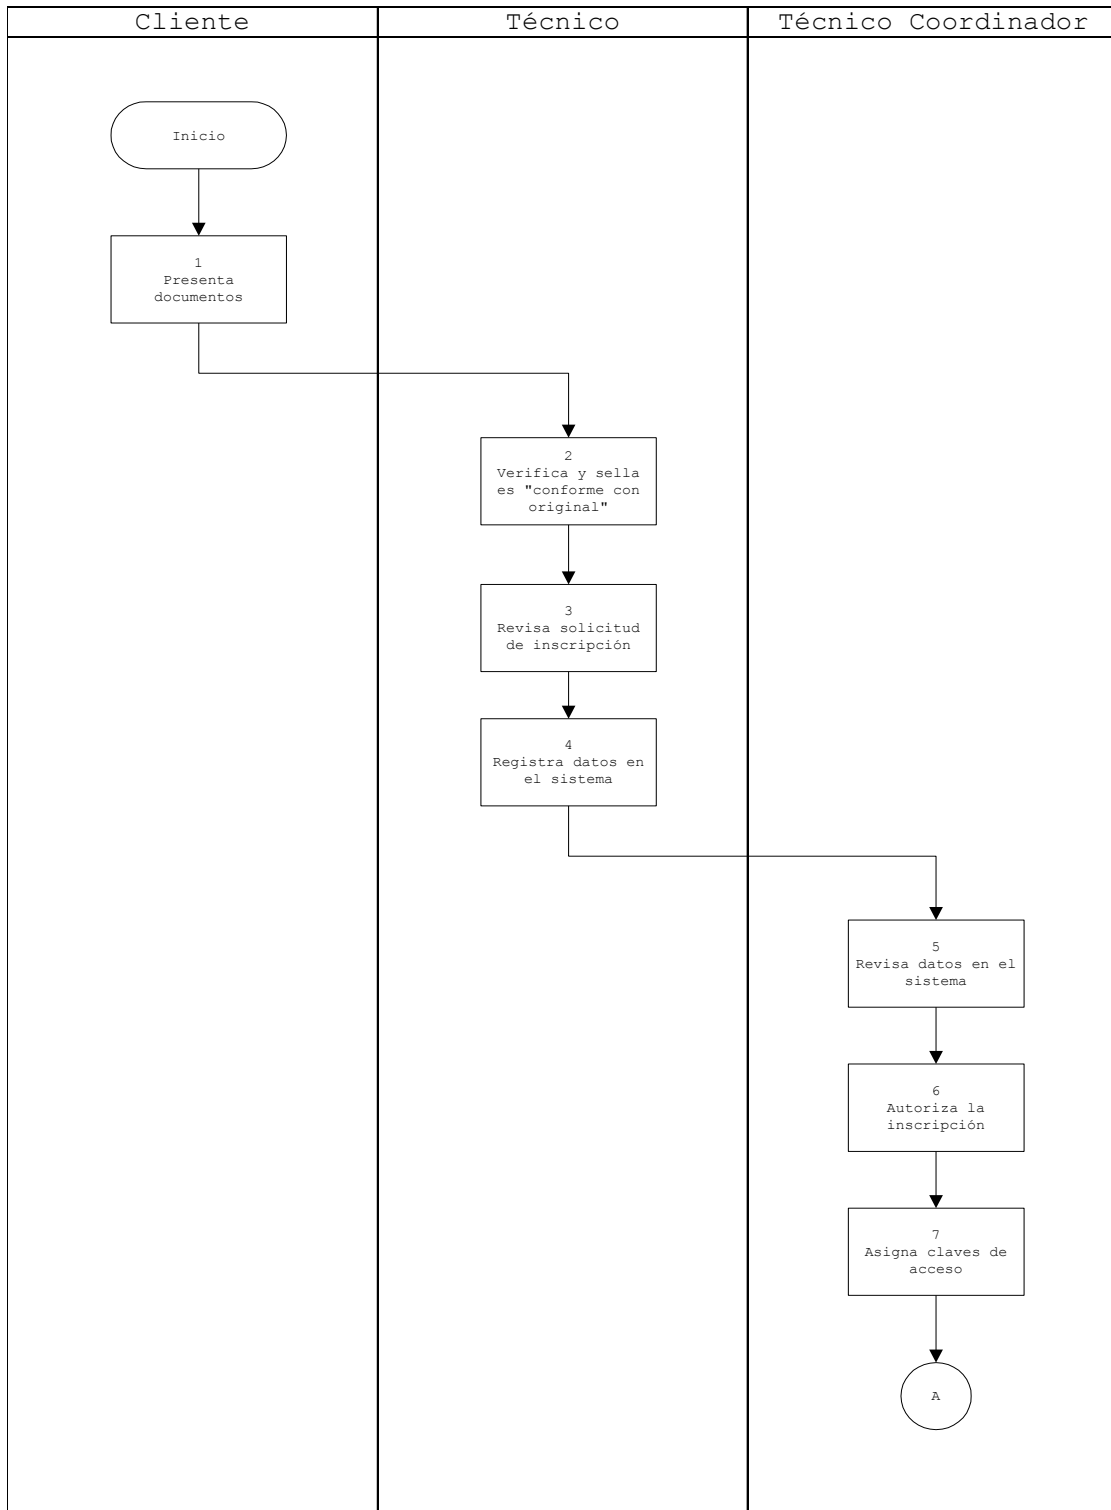 Cliente
Técnico
Técnico Coordinador
Inicio
1
Presenta
documentos
2
Verifica y sella
es "conforme con
original"
3
Revisa solicitud
de inscripción
4
Registra datos en
el sistema
5
Revisa datos en el
sistema
6
Autoriza la
inscripción
7
Asigna claves de
acceso
A